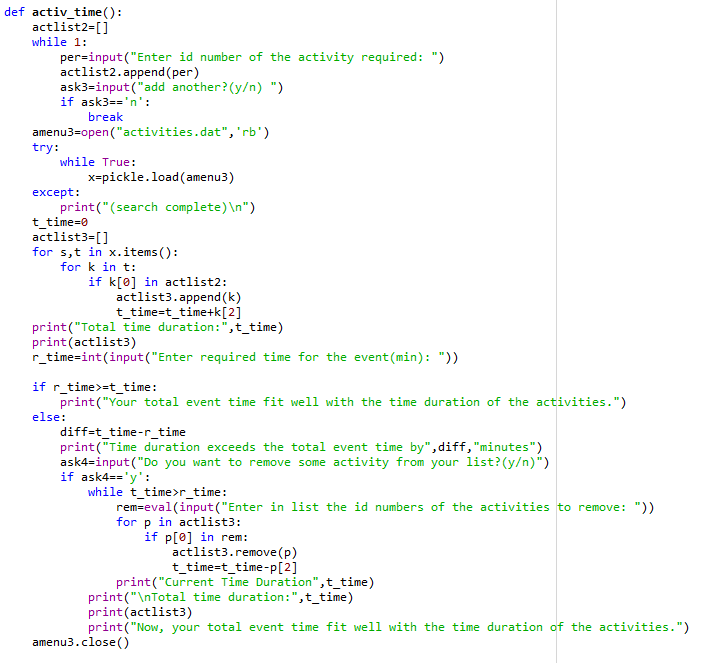 def activ_time():
    actlist2=[]
    while 1:
        per=input("Enter id number of the activity required: ")
        actlist2.append(per)
        ask3=input("add another?(y/n) ")
        if ask3=='n':
            break
    amenu3=open("activities.dat",'rb')
    try:
        while True:
            x=pickle.load(amenu3)
    except:
        print("(search complete)\n")
    t_time=0
    actlist3=[]
    for s,t in x.items():
        for k in t:
            if k[0] in actlist2:
                actlist3.append(k)
                t_time=t_time+k[2]
    print("Total time duration:",t_time)
    print(actlist3)
    r_time=int(input("Enter required time for the event(min): "))

    if r_time>=t_time:
        print("Your total event time fit well with the time duration of the activities.")
    else:
        diff=t_time-r_time
        print("Time duration exceeds the total event time by",diff,"minutes")
        ask4=input("Do you want to remove some activity from your list?(y/n)")
        if ask4=='y':
            while t_time>r_time:
                rem=eval(input("Enter in list the id numbers of the activities to remove: "))
                for p in actlist3:
                    if p[0] in rem:
                        actlist3.remove(p)
                        t_time=t_time-p[2]
                print("Current Time Duration",t_time)
            print("\nTotal time duration:",t_time)
            print(actlist3)
            print("Now, your total event time fit well with the time duration of the activities.")
    amenu3.close()